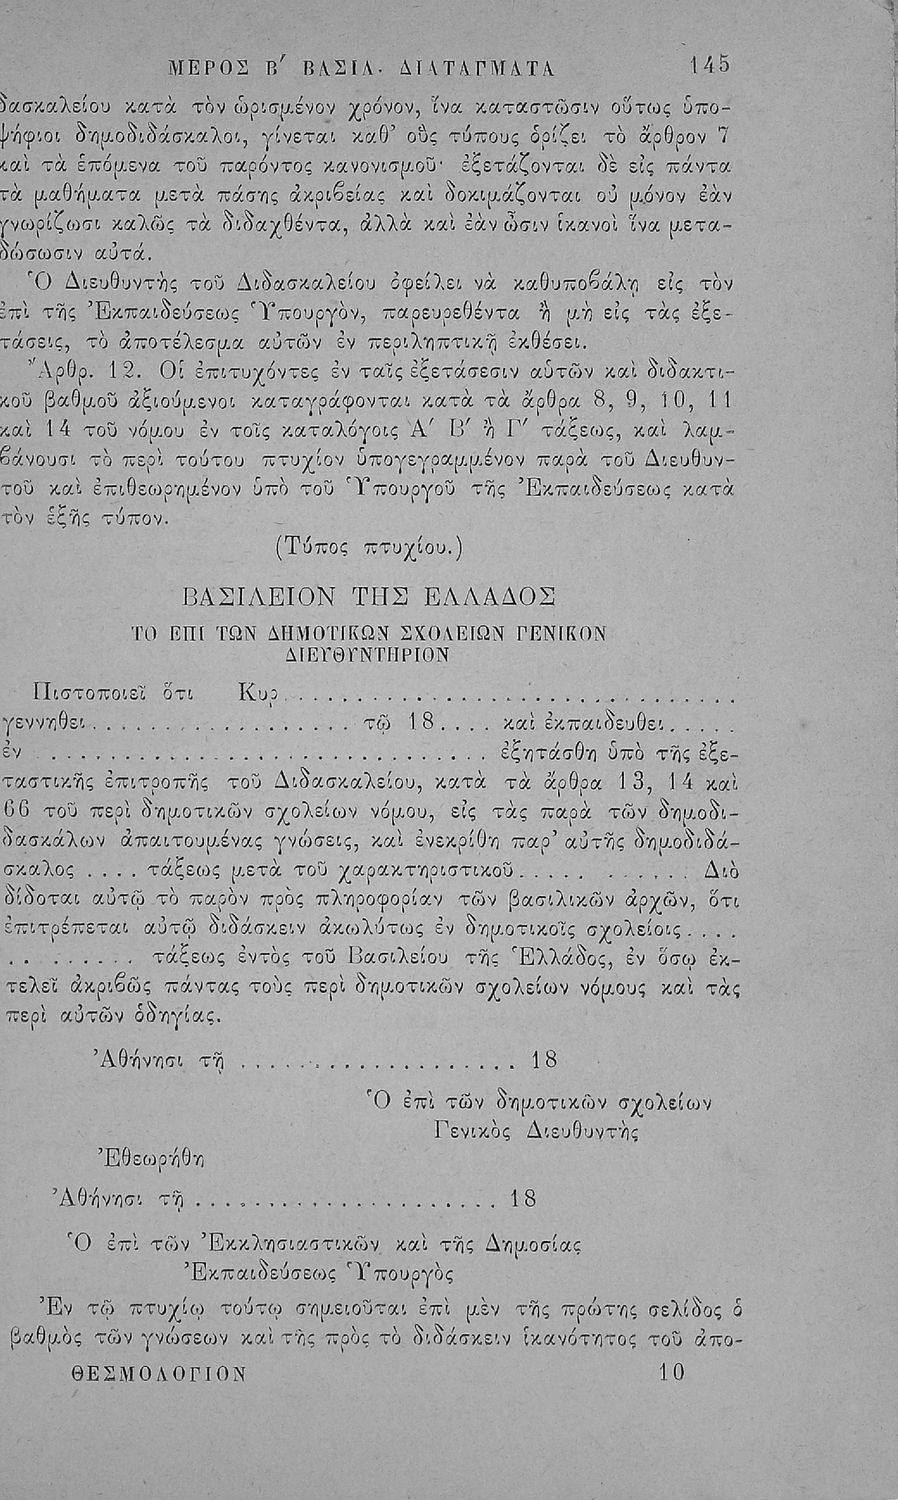 ΜΕΡΟΣ Β΄ ΒΑΣΙΛ. ΔΙΑΤΑΓΜΑΤΑ 145
δασκαλείου κατὰ τὸν ὡρισμένον χρόνον, ἵνα καταστῶσιν οὕτως ὑπο-
ψήφιοι δημοδιδάσκαλοι, γίνεται καθ’ οὓς τύπους ὁρίζει τὸ ἄρθρον 7
καὶ τὰ ἑπόμενα τοῦ παρόντος κανονισμοῦ· ἐξετάζονται δὲ εἰς πάντα
τὰ μαθήματα μετὰ πάσης ἀκριβείας καὶ δοκιμάζονται οὐ μόνον ἐὰν
γνωρίζωσι καλῶς τὰ διδαχθέντα, ἀλλὰ καὶ ἐὰν ὦσιν ἱκανοὶ ἵνα μετα-
δώσωσιν αὐτά.
Ὁ Διευθυντὴς τοῦ Διδασκαλείου ὀφείλει νὰ καθυποβάλῃ εἰς τὸν
ἐπὶ τῆς Ἐκπαιδεύσεως Ὑπουργὸν, παρευρεθέντα ἢ μὴ εἰς τὰς ἐξε-
τάσεις, τὸ ἀποτέλεσμα αὐτῶν ἐν περιληπτικῇ ἐκθέσει.
Ἄρθρ. 12. Οἱ ἐπιτυχόντες ἐν ταῖς ἐξετάσεσιν αὐτῶν καὶ διδακτι-
κοῦ βαθμοῦ ἀξιούμενοι καταγράφονται κατὰ τὰ ἄρθρα 8, 9, 10, 11
καὶ 14 τοῦ νόμου ἐν τοῖς καταλόγοις Α΄ Β΄ ἢ Γ΄ τάξεως, καὶ λαμ-
βάνουσι τὸ περὶ τούτου πτυχίον ὑπογεγραμμένον παρὰ τοῦ Διευθυν-
τοῦ καὶ ἐπιθεωρημένον ὑπὸ τοῦ Ὑπουργοῦ τῆς Ἐκπαιδεύσεως κατὰ
τὸν ἑξῆς τύπον.
(Τύπος πτυχίου.)
ΒΑΣΙΛΕΙΟΝ ΤΗΣ ΕΛΛΑΔΟΣ
ΤΟ ΕΠΙ ΤΩΝ ΔΗΜΟΤΙΚΩΝ ΣΧΟΛΕΙΩΝ ΓΕΝΙΚΟΝ
ΔΙΕΥΘΥΝΤΗΡΙΟΝ
Πιστοποιεῖ ὅτι Κυρ . . . . . . . . . . . . . . . . . . . . . . . . . . . . . .
γεννηθεὶ . . . . . . . . . . . . . . . . . . τῷ 18 . . . . καὶ ἐκπαιδευθεὶ . . . . .
ἐν . . . . . . . . . . . . . . . . . . . . . . . . . . . . . . ἐξητάσθη ὑπὸ τῆς ἐξε-
ταστικῆς ἐπιτροπῆς τοῦ Διδασκαλείου, κατὰ τὰ ἄρθρα 13, 14 καὶ
66 τοῦ περὶ δημοτικῶν σχολείων νόμου, εἰς τὰς παρὰ τῶν δημοδι-
δασκάλων ἀπαιτουμένας γνώσεις, καὶ ἐνεκρίθη παρ’ αὐτῆς δημοδιδά-
σκαλος . . . . τάξεως μετὰ τοῦ χαρακτηριστικοῦ . . . . . . . . . . . . Διὸ
δίδοται αὐτῷ τὸ παρὸν πρὸς πληροφορίαν τῶν βασιλικῶν ἀρχῶν, ὅτι
ἐπιτρέπεται αὐτῷ διδάσκειν ἀκωλύτως ἐν δημοτικοῖς σχολείοις . . . .
. . . . . . . . . τάξεως ἐντὸς τοῦ Βασιλείου τῆς Ἑλλάδος, ἐν ὅσῳ ἐκ-
τελεῖ ἀκριβῶς πάντας τοὺς περὶ δημοτικῶν σχολείων νόμους καὶ τὰς
περὶ αὐτῶν ὁδηγίας.
Ἀθήνησι τῇ . . . . . . . . . . . . . . . . . . . . 18
Ὁ ἐπὶ τῶν δημοτικῶν σχολείων
Γενικὸς Διευθυντὴς
Ἐθεωρήθη
Ἀθήνησι τῇ . . . . . . . . . . . . . . . . . . . . 18
Ὁ ἐπὶ τῶν Ἐκκλησιαστικῶν καὶ τῆς Δημοσίας
Ἐκπαιδεύσεως Ὑπουργὸς
Ἐν τῷ πτυχίῳ τούτῳ σημειοῦται ἐπὶ μὲν τῆς πρώτης σελίδος ὁ
βαθμὸς τῶν γνώσεων καὶ τῆς πρὸς τὸ διδάσκειν ἱκανότητος τοῦ ἀπο-
ΘΕΣΜΟΛΟΓΙΟΝ 10